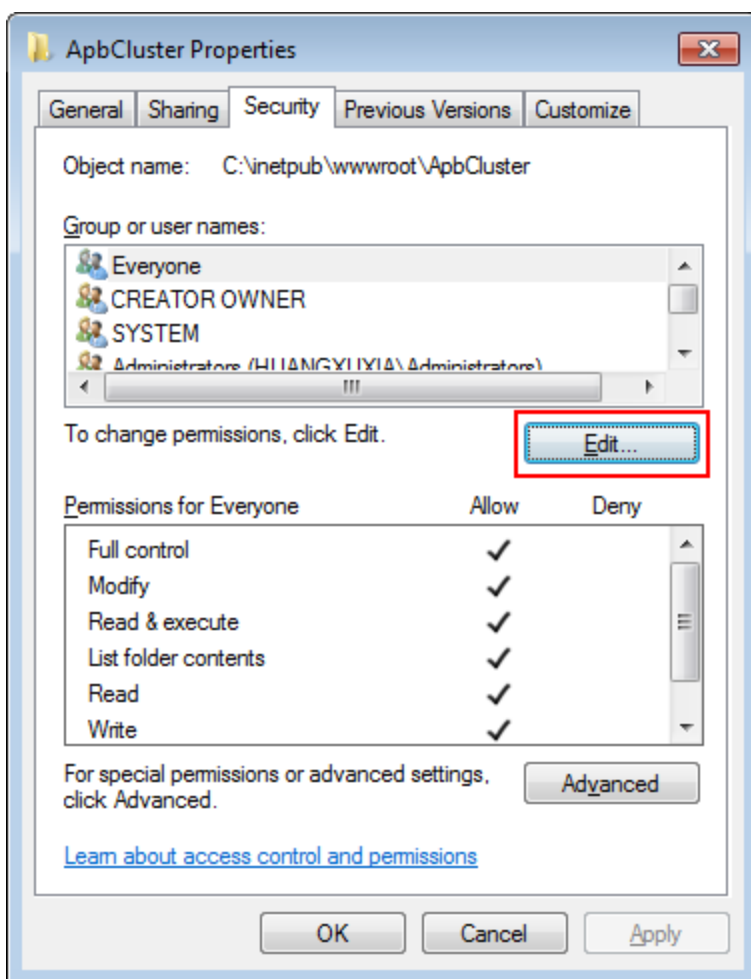 ApbCluster Properties
General Sharing Security Previous Versions Customize
Object name: C:\inetpub\wwwroot\ApbCluster
Group or user names:
Everyone
CREATOR OWNER
SYSTEM
Administrators (HUANGXUXIA\Administrators)
To change permissions, click Edit.
Edit...
Permissions for Everyone Allow Deny
Full control
Modify
Read & execute
List folder contents
Read
Write
For special permissions or advanced settings,
click Advanced.
Advanced
Learn about access control and permissions
OK Cancel Apply